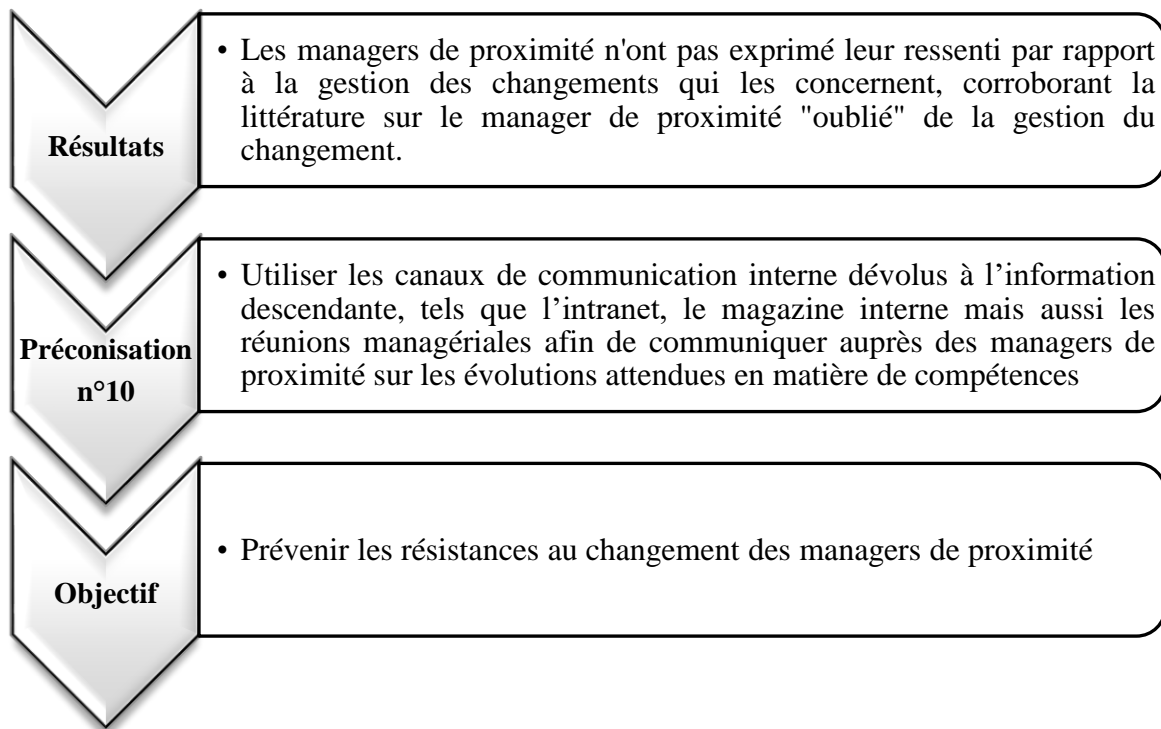 Résultats
• Les managers de proximité n'ont pas exprimé leur ressenti par rapport
à la gestion des changements qui les concernent, corroborant la
littérature sur le manager de proximité "oublié" de la gestion du
changement.
Préconisation
n°10
• Utiliser les canaux de communication interne dévolus à l’information
descendante, tels que l’intranet, le magazine interne mais aussi les
réunions managériales afin de communiquer auprès des managers de
proximité sur les évolutions attendues en matière de compétences
Objectif
• Prévenir les résistances au changement des managers de proximité